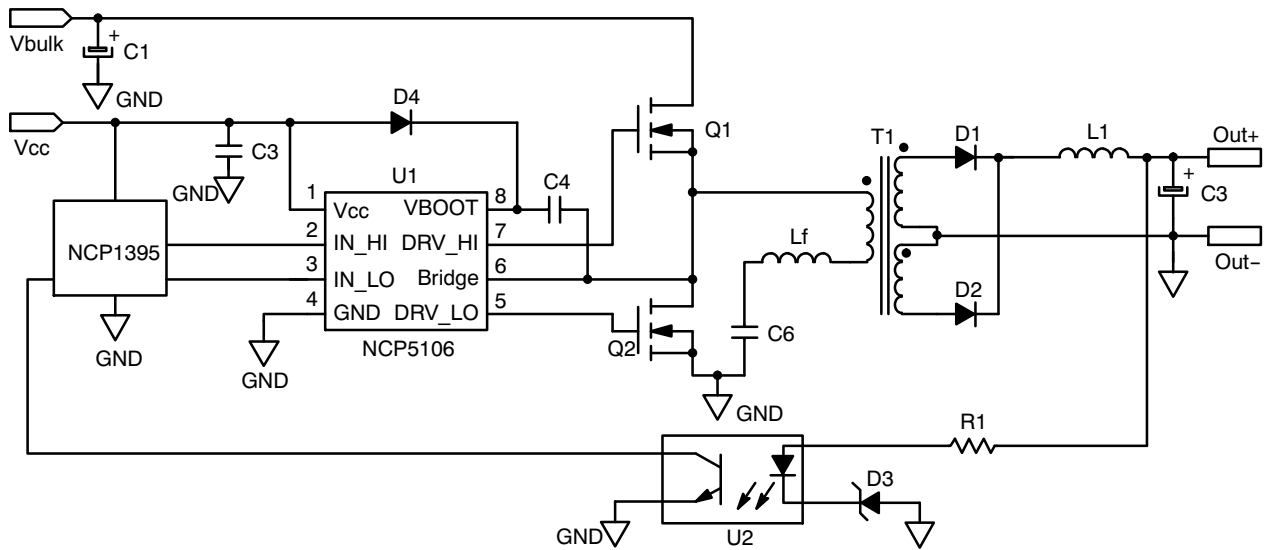 Vbulk
+
C1
GND
Vcc
D4
C3
GND
U1
C4
Q1
T1
D1
L1
Out+
+
C3
Out–
NCP1395
GND
1
Vcc
VBOOT
8
2
IN_HI
DRV_HI
7
3
IN_LO
Bridge
6
4
GND
DRV_LO
5
NCP5106
GND
Lf
Q2
C6
GND
D2
R1
D3
GND
U2